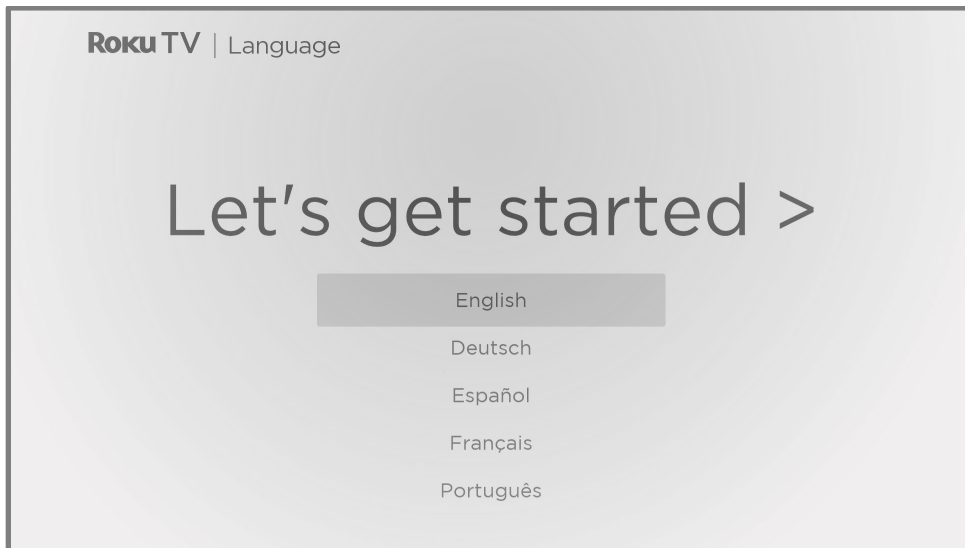 Roku TV | Language
Let's get started >
English
Deutsch
Español
Français
Português